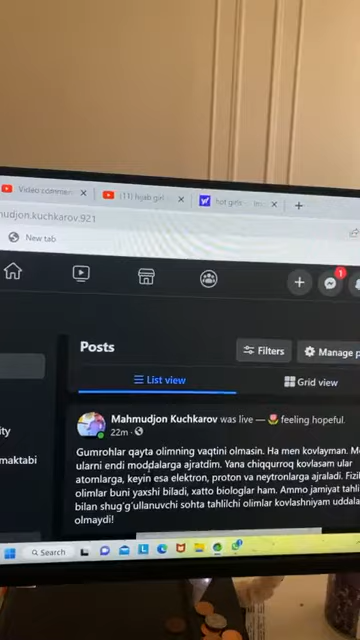 Video commen
(11) hijab girl
hot girls
mudjon.kuchkarov.921
New tab
1
Posts
Filters
Manage p
List view
Grid view
Mahmudjon Kuchkarov was live — 🌷 feeling hopeful.
22m
Gumrohlar qayta olimning vaqtini olmasin. Ha men kovlayman. M
ularni endi moddalarga ajratdim. Yana chiqqurroq kovlasam ular
atomlarga, keyin esa elektron, proton va neytronlarga ajraladi. Fizi
olimlar buni yaxshi biladi, xatto biologlar ham. Ammo jamiyat tahli
bilan shug'g'ullanuvchi sohta tahlilchi olimlar kovlashniyam uddala
olmaydi!
ty
maktabi
Search